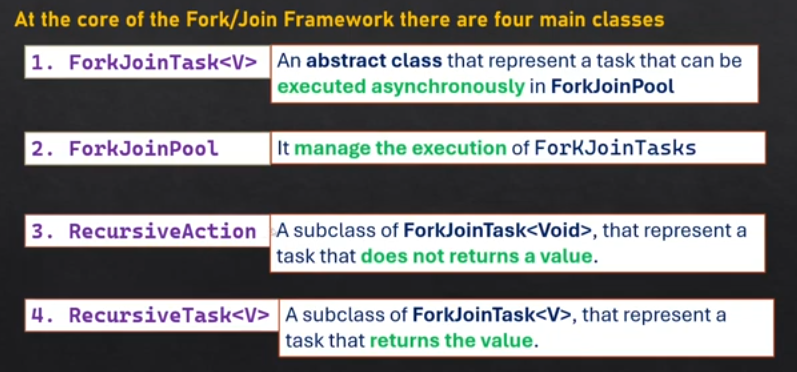 At the core of the Fork/Join Framework there are four main classes
1. ForkJoinTask<V>
An abstract class that represent a task that can be
executed asynchronously in ForkJoinPool
2. ForkJoinPool
It manage the execution of ForKJoinTasks
3. RecursiveAction
A subclass of ForkJoinTask<Void>, that represent a
task that does not returns a value.
4. RecursiveTask<V>
A subclass of ForkJoinTask<V>, that represent a
task that returns the value.